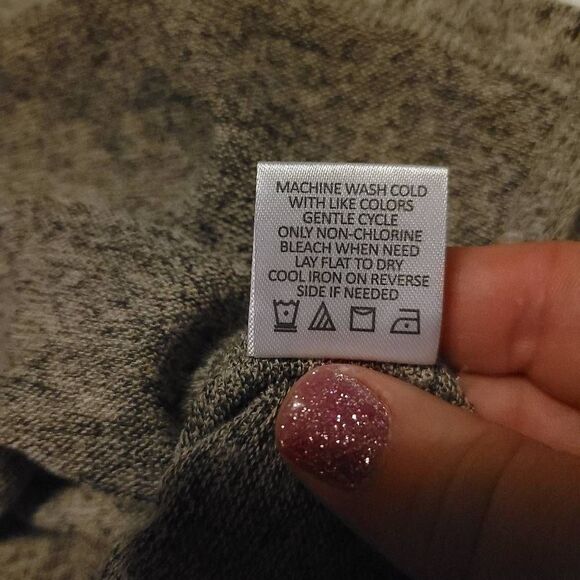 MACHINE WASH COLD
WITH LIKE COLORS
GENTLE CYCLE
ONLY NON-CHLORINE
BLEACH WHEN NEED
LAY FLAT TO DRY
COOL IRON ON REVERSE
SIDE IF NEEDED